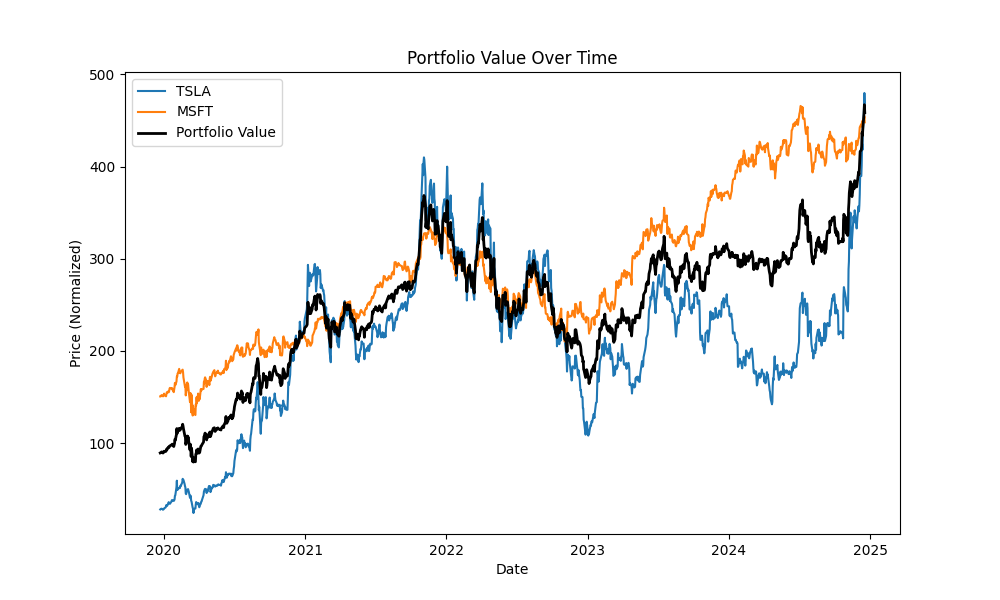 Portfolio Value Over Time
500
400
300
200
100
Price (Normalized)
TSLA
MSFT
Portfolio Value
2020
2021
2022
2023
2024
2025
Date